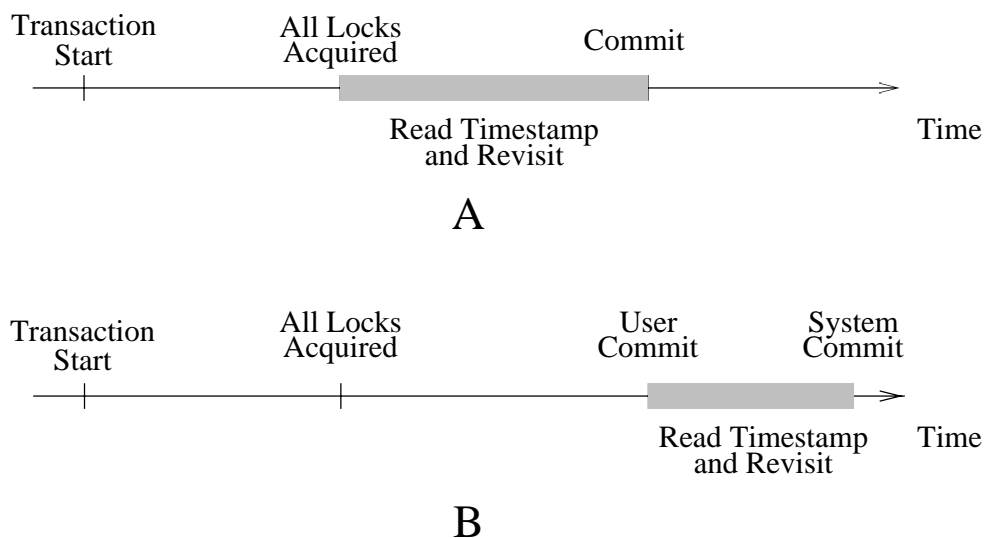 Transaction
Start
All Locks
Acquired
Commit
Read Timestamp
and Revisit
Time
A
Transaction
Start
All Locks
Acquired
User
Commit
System
Commit
Read Timestamp
and Revisit
Time
B